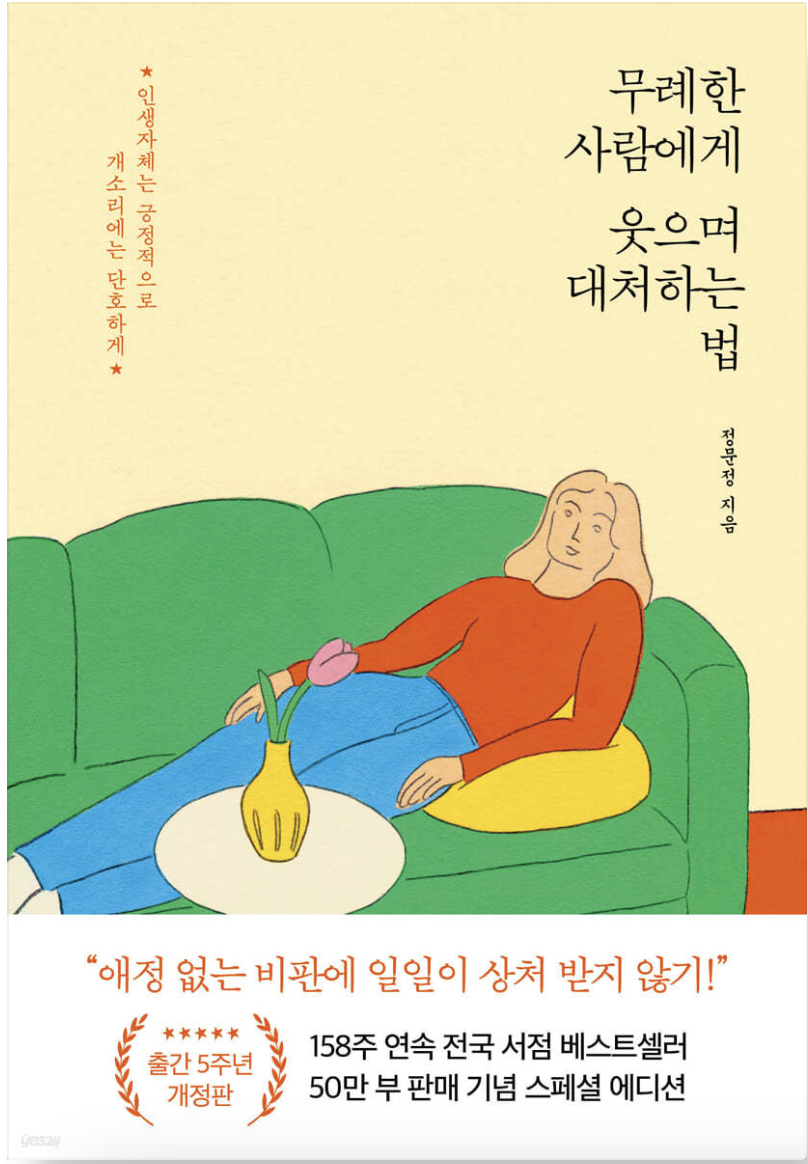 무례한
사람에게
웃으며
대처하는
법
정문정 지음
★ 인생자체는 긍정적으로
개소리에는 단호하게 ★
“애정 없는 비판에 일일이 상처 받지 않기!”
★★★★★
출간 5주년
개정판
158주 연속 전국 서점 베스트셀러
50만 부 판매 기념 스페셜 에디션
yes24